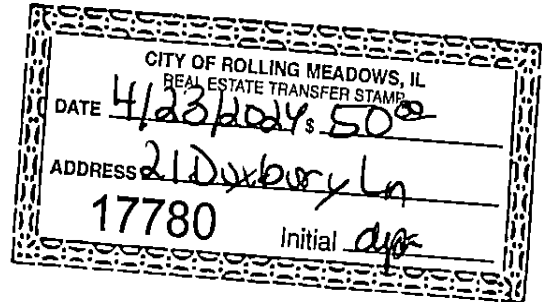 CITY OF ROLLING MEADOWS, IL
REAL ESTATE TRANSFER STAMP
DATE 4/23/2024 $ 50 00
ADDRESS 21 Duxbury Ln
17780 Initial